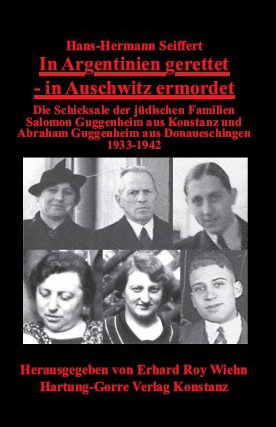 Hans-Hermann Seiffert
In Argentinien gerettet
- in Auschwitz ermordet
Die Schicksale der jüdischen Familien
Salomon Guggenheim aus Konstanz und
Abraham Guggenheim aus Donaueschingen
1933-1942
Herausgegeben von Erhard Roy Wiehn
Hartung-Gorre Verlag Konstanz